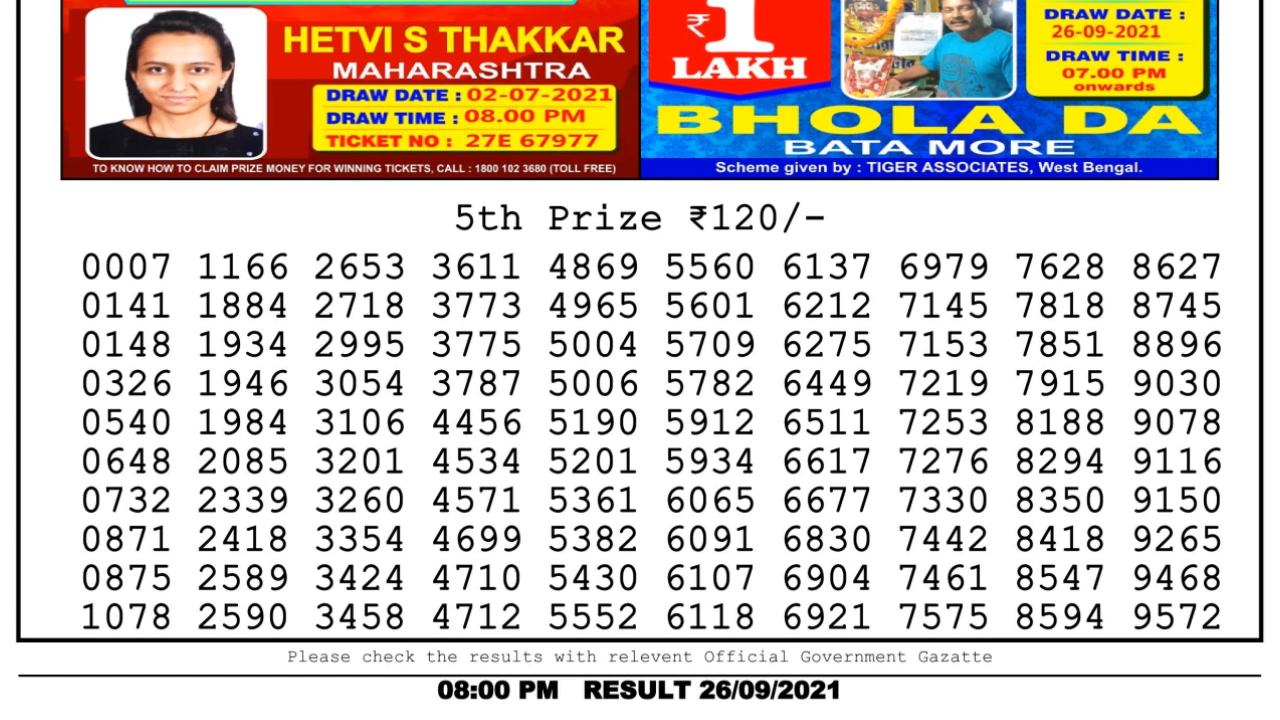 HETVI S THAKKAR
MAHARASHTRA
DRAW DATE : 02-07-2021
DRAW TIME : 08.00 PM
TICKET NO : 27E 67977
TO KNOW HOW TO CLAIM PRIZE MONEY FOR WINNING TICKETS, CALL : 1800 102 3680 (TOLL FREE)
₹1
LAKH
DRAW DATE :
26-09-2021
DRAW TIME :
07.00 PM
onwards
BHOLA DA
BATA MORE
Scheme given by : TIGER ASSOCIATES, West Bengal.
5th Prize ₹120/-
0007 1166 2653 3611 4869 5560 6137 6979 7628 8627
0141 1884 2718 3773 4965 5601 6212 7145 7818 8745
0148 1934 2995 3775 5004 5709 6275 7153 7851 8896
0326 1946 3054 3787 5006 5782 6449 7219 7915 9030
0540 1984 3106 4456 5190 5912 6511 7253 8188 9078
0648 2085 3201 4534 5201 5934 6617 7276 8294 9116
0732 2339 3260 4571 5361 6065 6677 7330 8350 9150
0871 2418 3354 4699 5382 6091 6830 7442 8418 9265
0875 2589 3424 4710 5430 6107 6904 7461 8547 9468
1078 2590 3458 4712 5552 6118 6921 7575 8594 9572
Please check the results with relevent Official Government Gazatte
08:00 PM RESULT 26/09/2021